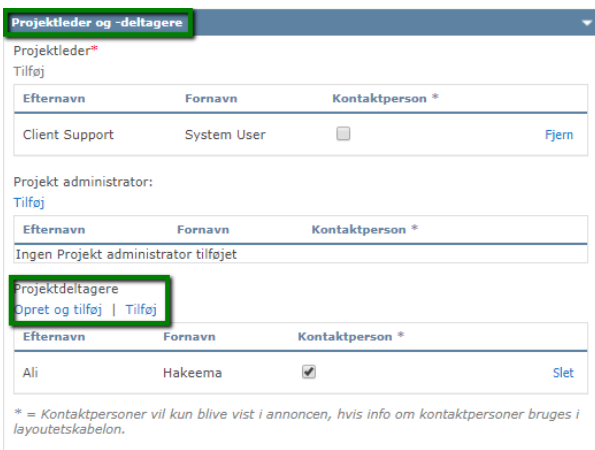 Projektleder og -deltagere
Projektleder*
Tilføj
Efternavn Fornavn Kontaktperson *
Client Support System User Fjern
Projekt administrator:
Tilføj
Efternavn Fornavn Kontaktperson *
Ingen Projekt administrator tilføjet
Projektdeltagere
Opret og tilføj | Tilføj
Efternavn Fornavn Kontaktperson *
Ali Hakeema Slet
* = Kontaktpersoner vil kun blive vist i annoncen, hvis info om kontaktpersoner bruges i
layoutetskabelon.